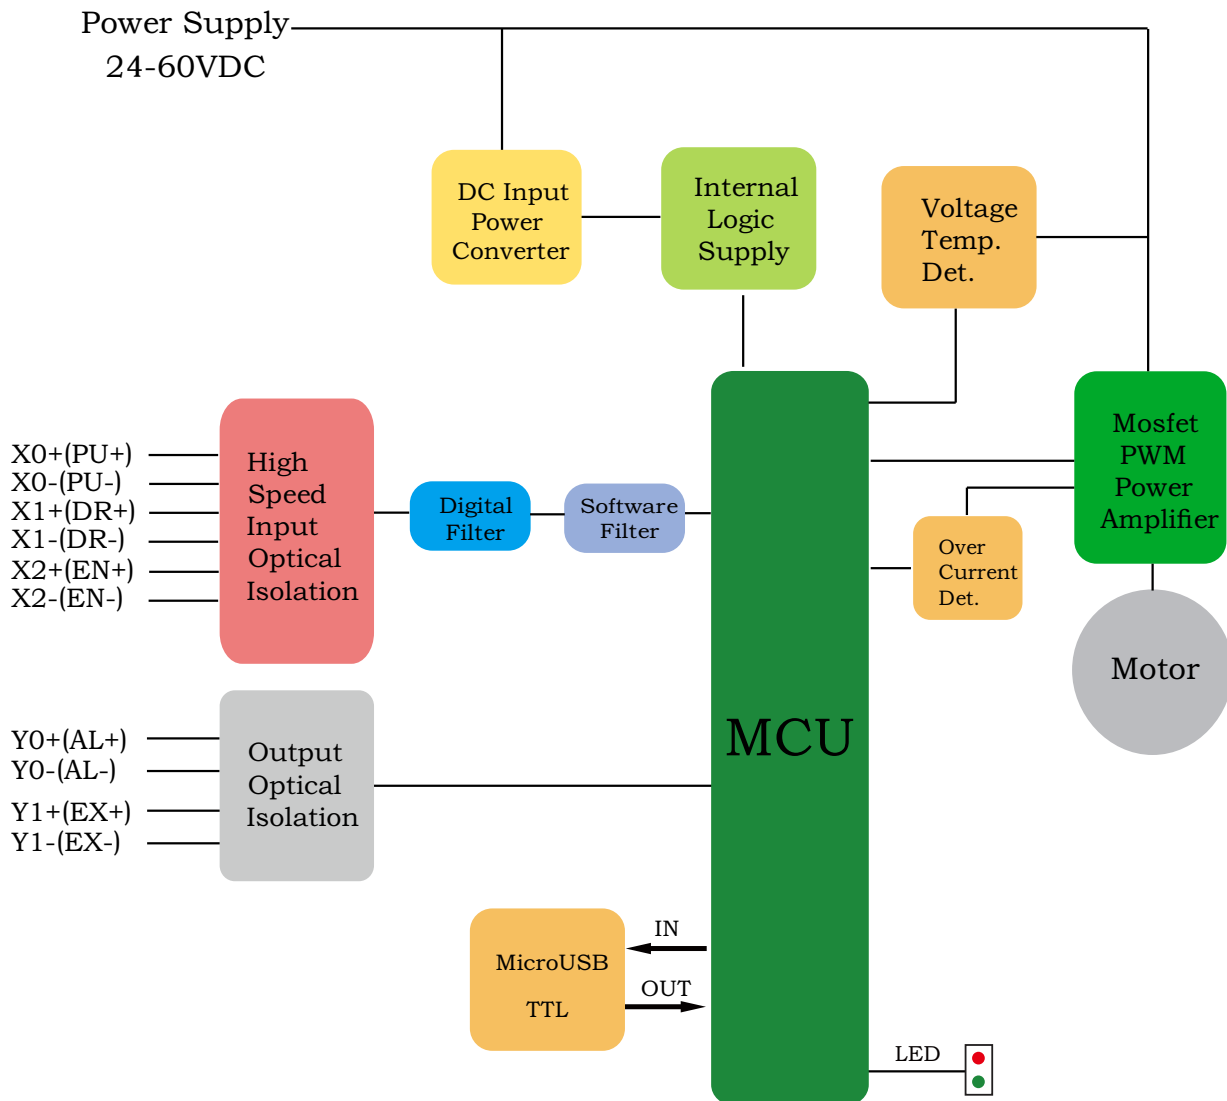 Power Supply
24-60VDC
DC Input
Power
Converter
Internal
Logic
Supply
Voltage
Temp.
Det.
X0+(PU+)
X0-(PU-)
X1+(DR+)
X1-(DR-)
X2+(EN+)
X2-(EN-)
High
Speed
Input
Optical
Isolation
Digital
Filter
Software
Filter
Mosfet
PWM
Power
Amplifier
Over
Current
Det.
Motor
MCU
Y0+(AL+)
Y0-(AL-)
Y1+(EX+)
Y1-(EX-)
Output
Optical
Isolation
MicroUSB
TTL
IN
OUT
LED